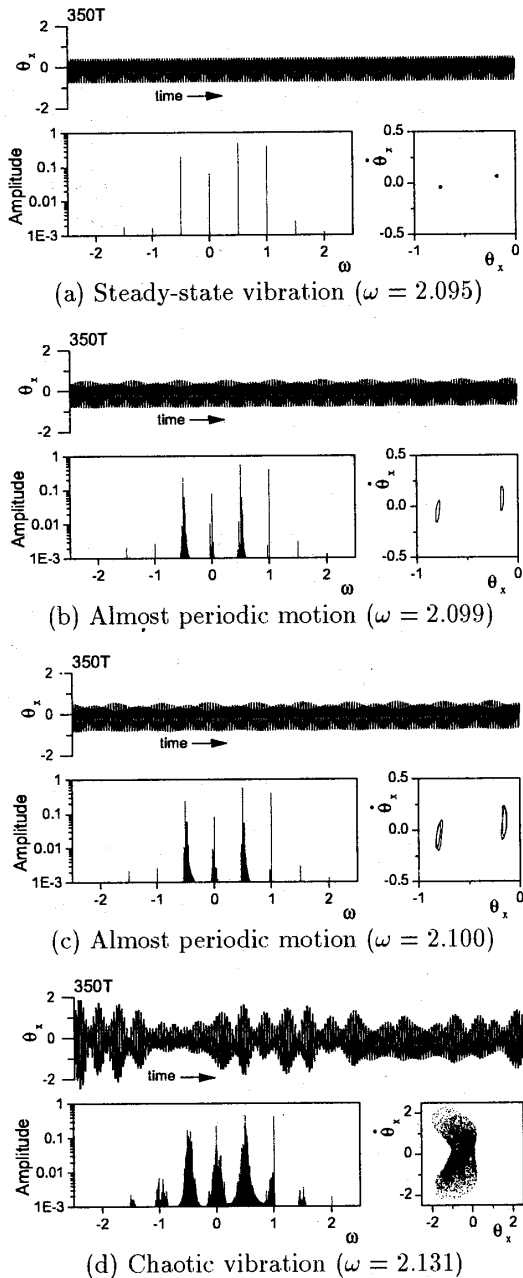 350T
2
θx 0
-2
time
1
0.1
0.01
1E-3
Amplitude
-2 -1 0 1 2
ω
0.5
θ̇x 0.0
-0.5
-1 0
θx
(a) Steady-state vibration (ω = 2.095)
350T
2
θx 0
-2
time
1
0.1
0.01
1E-3
Amplitude
-2 -1 0 1 2
ω
0.5
θ̇x 0.0
-0.5
-1 0
θx
(b) Almost periodic motion (ω = 2.099)
350T
2
θx 0
-2
time
1
0.1
0.01
1E-3
Amplitude
-2 -1 0 1 2
ω
0.5
θ̇x 0.0
-0.5
-1 0
θx
(c) Almost periodic motion (ω = 2.100)
350T
2
θx 0
-2
time
1
0.1
0.01
1E-3
Amplitude
-2 -1 0 1 2
ω
2
1
θ̇x 0
-1
-2
-2 0 2
θx
(d) Chaotic vibration (ω = 2.131)